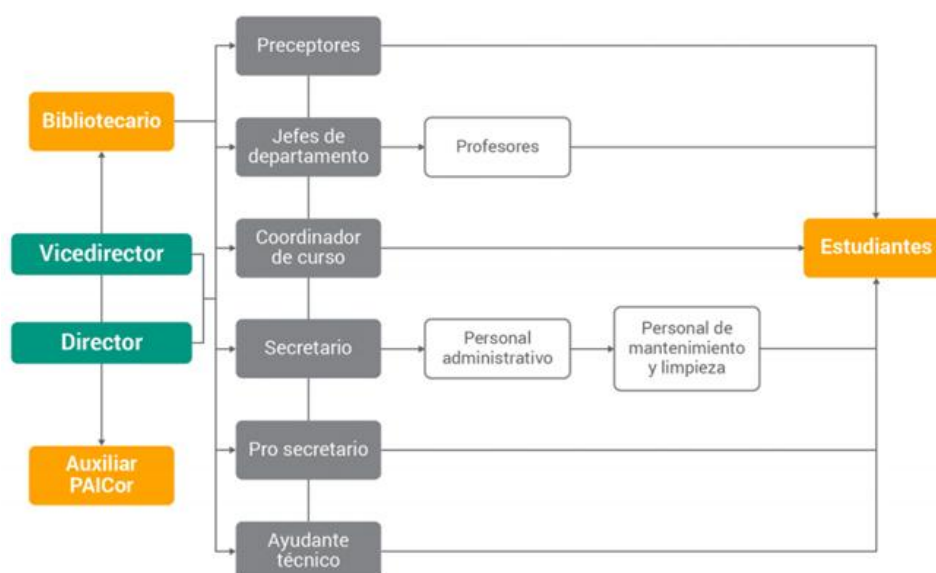 Preceptores
Bibliotecario
Jefes de
departamento
Profesores
Vicedirector
Coordinador
de curso
Estudiantes
Director
Secretario
Personal
administrativo
Personal de
mantenimiento
y limpieza
Auxiliar
PAICor
Pro secretario
Ayudante
técnico